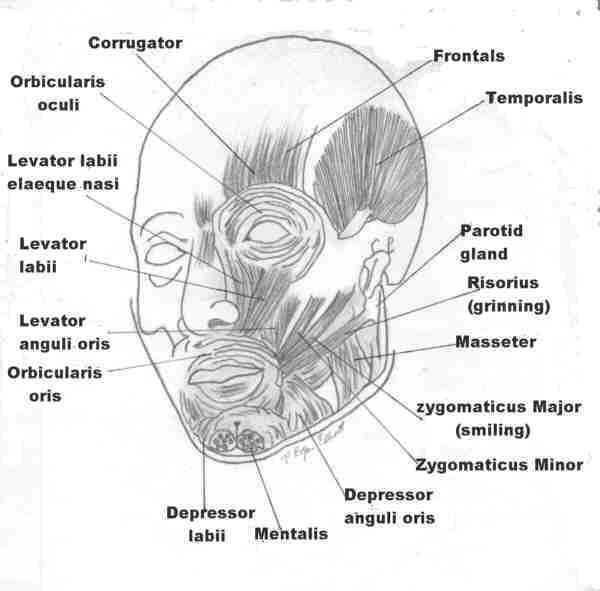 Corrugator
Frontals
Orbicularis
oculi
Temporalis
Levator labii
elaeque nasi
Levator
labii
Parotid
gland
Risorius
(grinning)
Levator
anguli oris
Masseter
Orbicularis
oris
zygomaticus Major
(smiling)
Zygomaticus Minor
Depressor
anguli oris
Depressor
labii
Mentalis